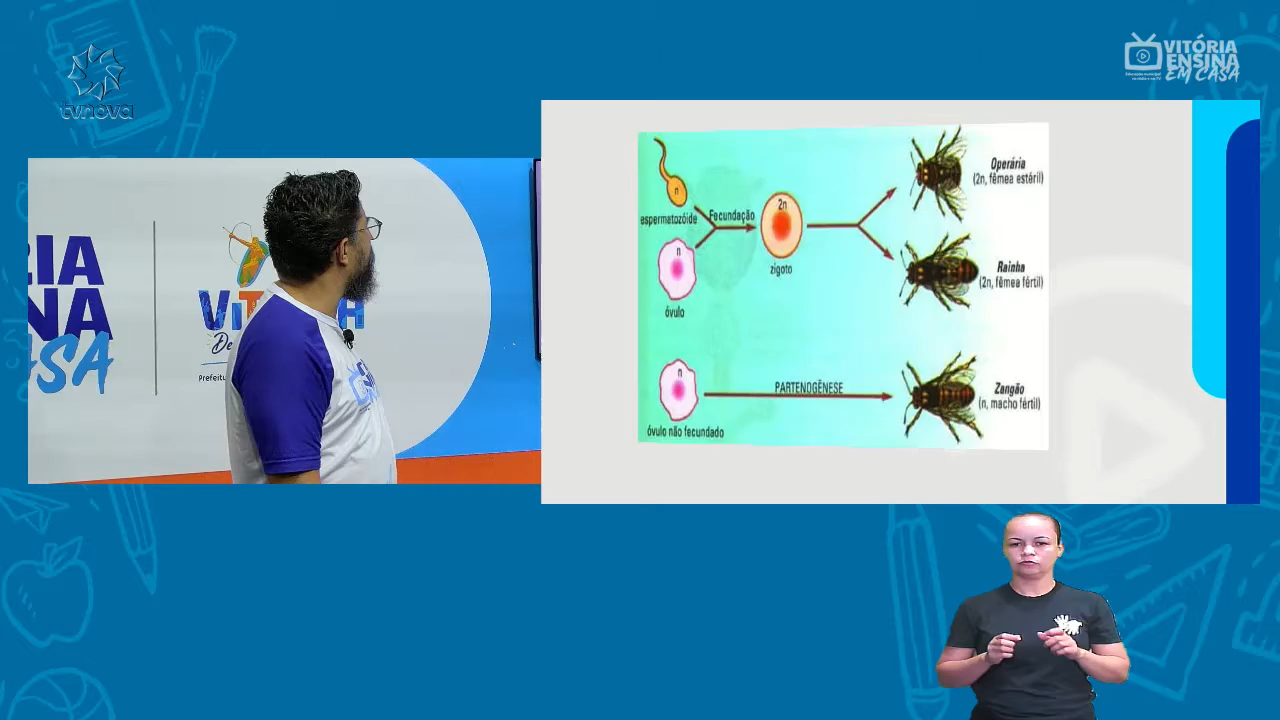 tvnova
VITÓRIA
ENSINA
EM CASA
RIA
NA
ASA
VIT
H
De
Prefeitu
n
espermatozóide
Fecundação
2n
zigoto
n
óvulo
Operária
(2n, fêmea estéril)
Rainha
(2n, fêmea fértil)
n
óvulo não fecundado
PARTENOGÊNESE
Zangão
(n, macho fértil)